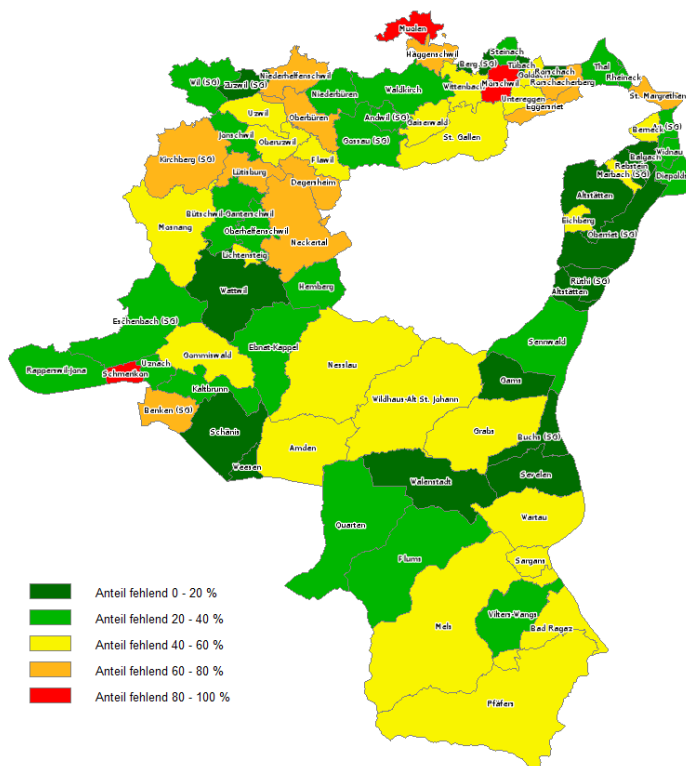 Muolen
Steinach
Häggenschwil
Berg (SG)
Tübach
Rorschach
Goldach
Thal
Rheineck
Wil (SG)
Zuzwil (SG)
Niederhelfenschwil
Niederbüren
Waldkirch
Wittenbach
Mörschwil
Rorschacherberg
Untereggen
Eggersriet
St. Margrethen
Uzwil
Oberbüren
Andwil (SG)
Gaiserwald
Berneck
Jonschwil
Oberuzwil
Gossau (SG)
St. Gallen
Widnau
Balgach
Kirchberg (SG)
Flawil
Rebstein
Marbach (SG)
Diepoldsau
Lütisburg
Degersheim
Altstätten
Mosnang
Bütschwil-Ganterschwil
Eichberg
Oberhelfenschwil
Neckertal
Oberriet (SG)
Lichtensteig
Wattwil
Hemberg
Rüthi (SG)
Altstätten
Eschenbach (SG)
Ebnat-Kappel
Sennwald
Gommiswald
Nesslau
Uznach
Rapperswil-Jona
Schmerikon
Kaltbrunn
Gams
Benken (SG)
Wildhaus-Alt St. Johann
Schänis
Grabs
Buchs (SG)
Amden
Weesen
Sevelen
Walenstadt
Quarten
Wartau
Flums
Sargans
Anteil fehlend 0 - 20 %
Anteil fehlend 20 - 40 %
Vilters-Wangs
Mels
Bad Ragaz
Anteil fehlend 40 - 60 %
Anteil fehlend 60 - 80 %
Anteil fehlend 80 - 100 %
Pfäfers